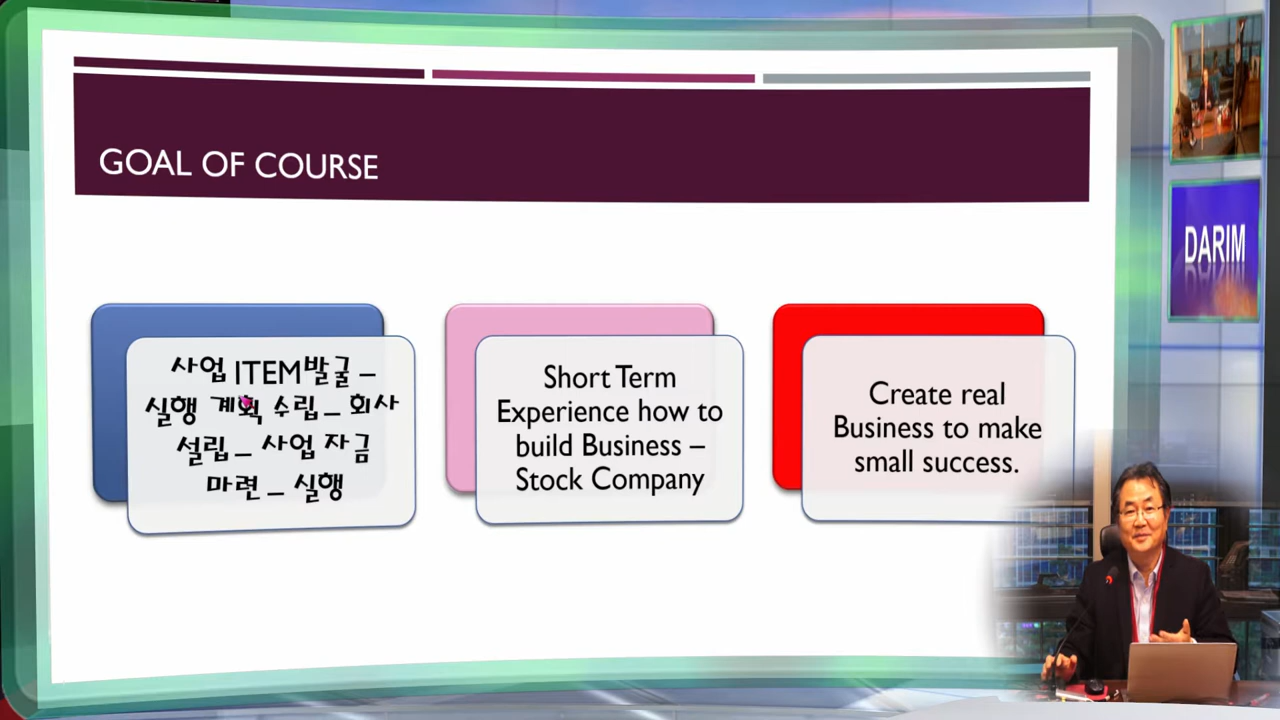 GOAL OF COURSE
사업 ITEM발굴 –
실행 계획 수립_ 회사
설립_ 사업 자금
마련 _ 실행
Short Term
Experience how to
build Business –
Stock Company
Create real
Business to make
small success.
DARIM